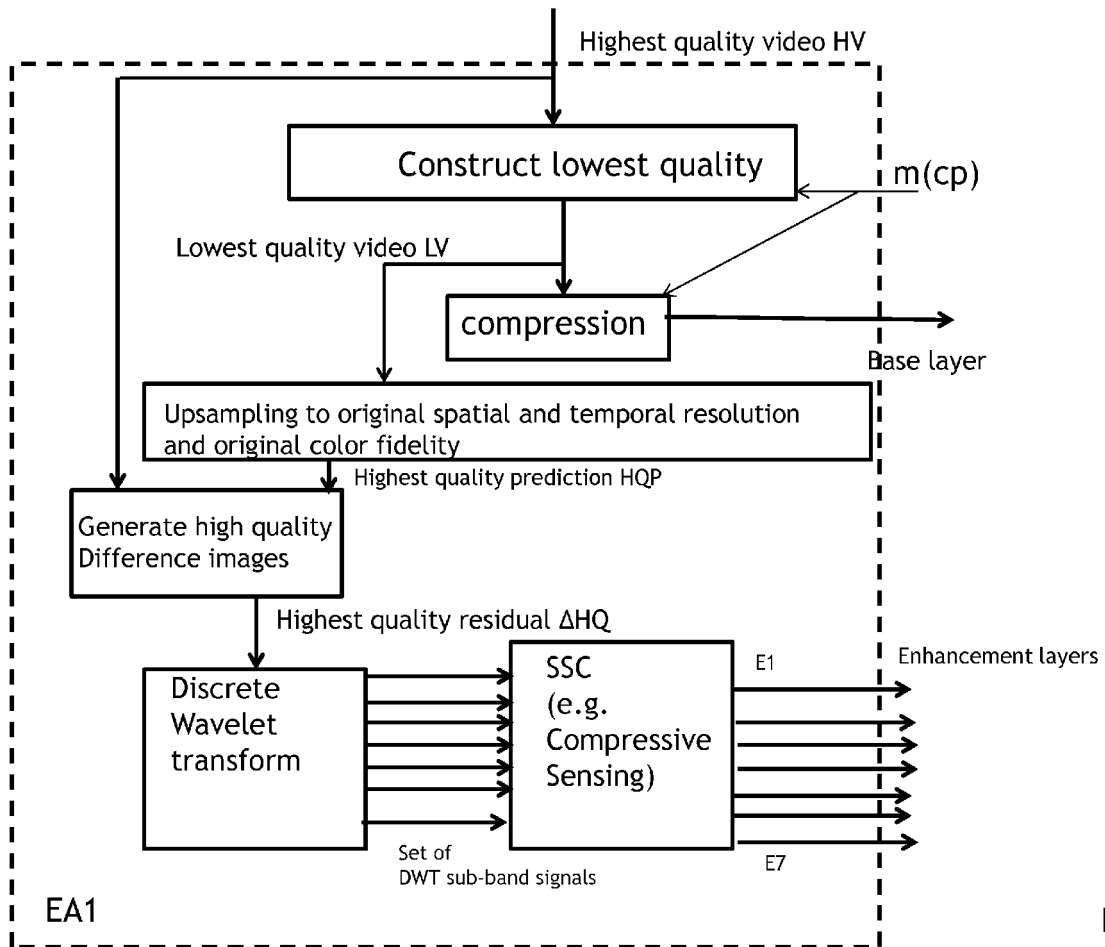 Highest quality video HV
Construct lowest quality
m(cp)
Lowest quality video LV
compression
Base layer
Upsampling to original spatial and temporal resolution
and original color fidelity
Highest quality prediction HQP
Generate high quality
Difference images
Highest quality residual ΔHQ
Discrete
Wavelet
transform
SSC
(e.g.
Compressive
Sensing)
E1
Enhancement layers
E7
Set of
DWT sub-band signals
EA1